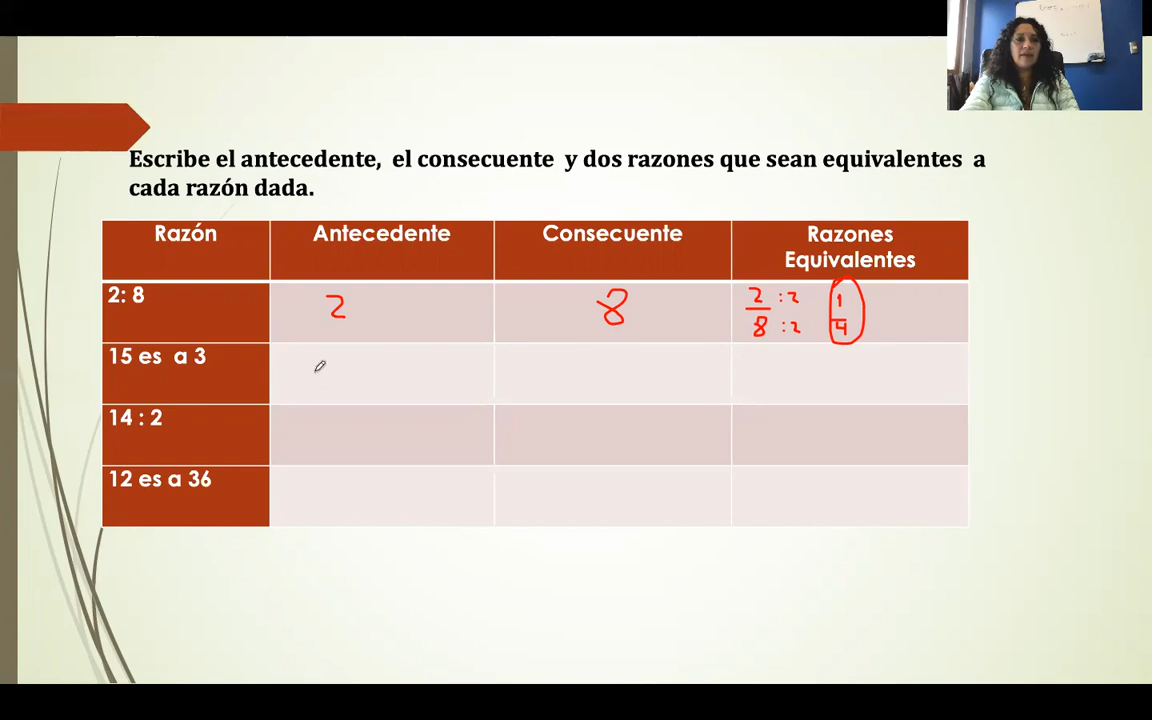 Escribe el antecedente, el consecuente y dos razones que sean equivalentes a
cada razón dada.
Razón Antecedente Consecuente Razones
Equivalentes
2: 8 2 8 2 :2 1
8 :2 4
15 es a 3
14 : 2
12 es a 36